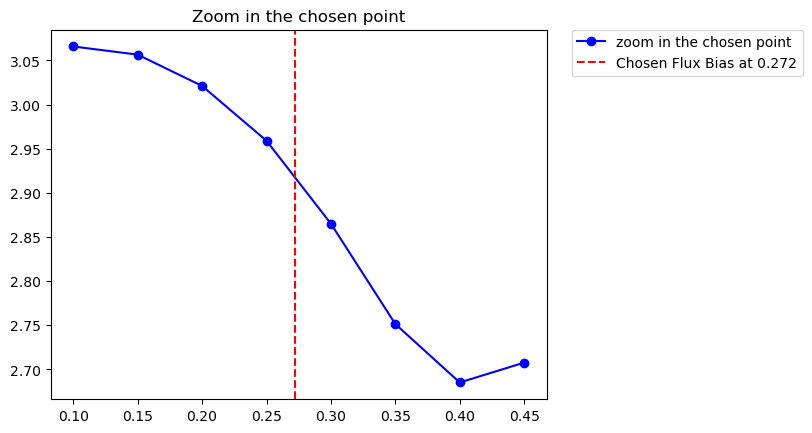 Zoom in the chosen point
zoom in the chosen point
Chosen Flux Bias at 0.272
3.05
3.00
2.95
2.90
2.85
2.80
2.75
2.70
0.10 0.15 0.20 0.25 0.30 0.35 0.40 0.45